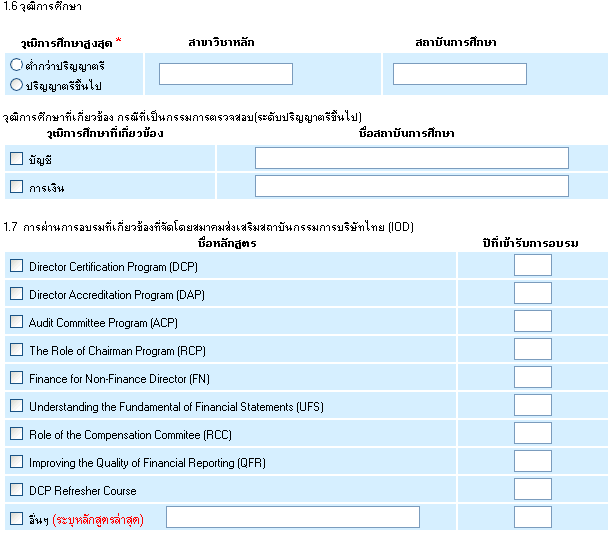 1.6 วุฒิการศึกษา
วุฒิการศึกษาสูงสุด * สาขาวิชาหลัก สถาบันการศึกษา
ต่ำกว่าปริญญาตรี
ปริญญาตรีขึ้นไป
วุฒิการศึกษาที่เกี่ยวข้อง กรณีที่เป็นกรรมการตรวจสอบ(ระดับปริญญาตรีขึ้นไป)
วุฒิการศึกษาที่เกี่ยวข้อง ชื่อสถาบันการศึกษา
บัญชี
การเงิน
1.7 การผ่านการอบรมที่เกี่ยวข้องที่จัดโดยสมาคมส่งเสริมสถาบันกรรมการบริษัทไทย (IOD)
ชื่อหลักสูตร ปีที่เข้ารับการอบรม
Director Certification Program (DCP)
Director Accreditation Program (DAP)
Audit Committee Program (ACP)
The Role of Chairman Program (RCP)
Finance for Non-Finance Director (FN)
Understanding the Fundamental of Financial Statements (UFS)
Role of the Compensation Commitee (RCC)
Improving the Quality of Financial Reporting (QFR)
DCP Refresher Course
อื่นๆ (ระบุหลักสูตรล่าสุด)